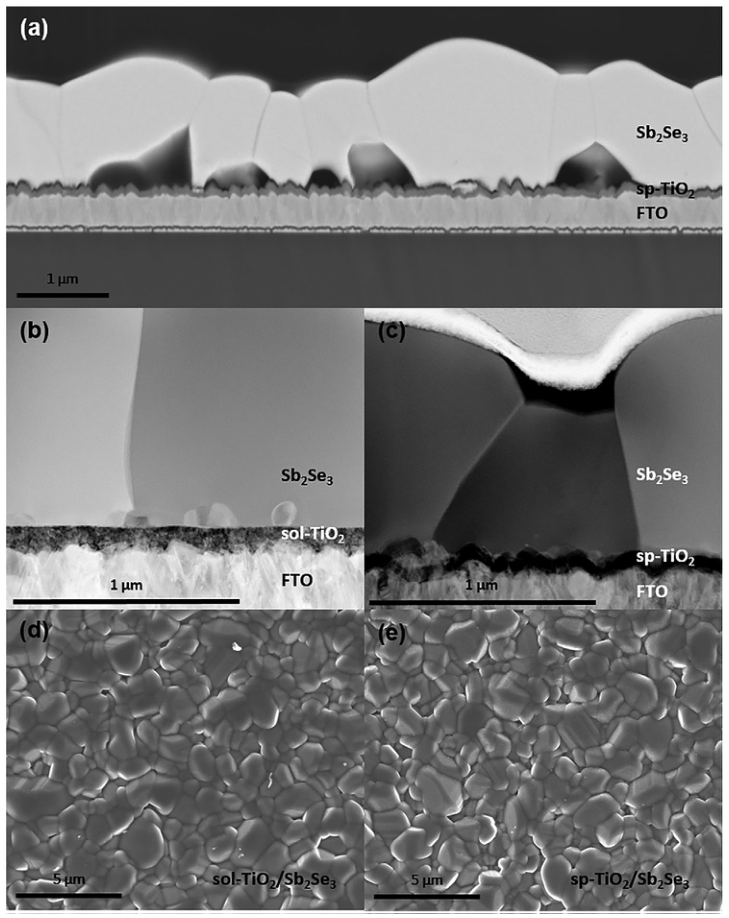 (a)
Sb₂Se₃
sp-TiO₂
FTO
1 μm
(b)
Sb₂Se₃
sol-TiO₂
FTO
1 μm
(c)
Sb₂Se₃
sp-TiO₂
FTO
1 μm
(d)
5 μm
sol-TiO₂/Sb₂Se₃
(e)
5 μm
sp-TiO₂/Sb₂Se₃